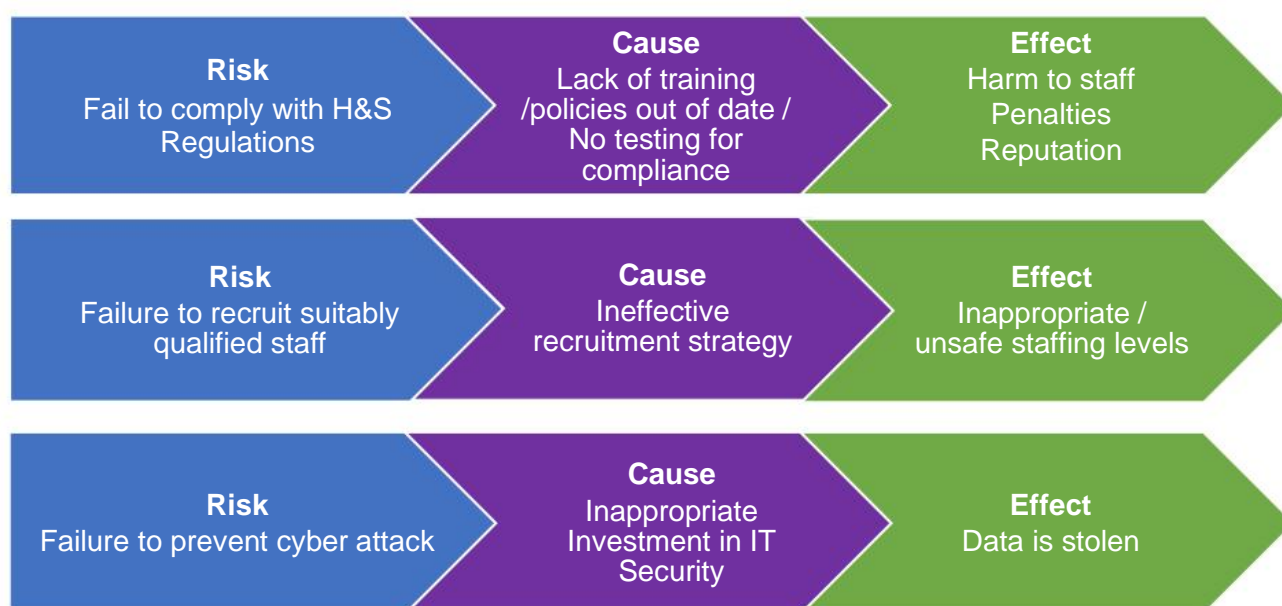 Risk
Fail to comply with H&S
Regulations
Cause
Lack of training
/policies out of date /
No testing for
compliance
Effect
Harm to staff
Penalties
Reputation
Risk
Failure to recruit suitably
qualified staff
Cause
Ineffective
recruitment strategy
Effect
Inappropriate /
unsafe staffing levels
Risk
Failure to prevent cyber attack
Cause
Inappropriate
Investment in IT
Security
Effect
Data is stolen